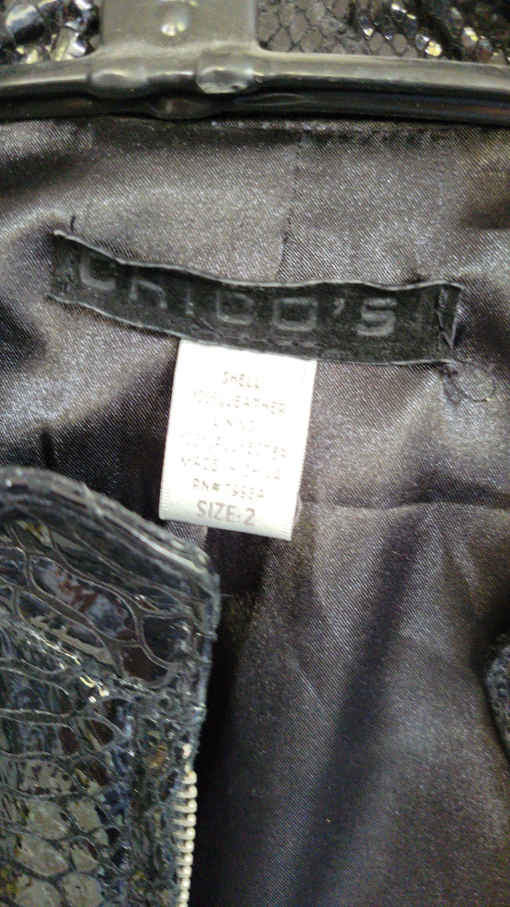 CHICO'S
SHELL
100% LEATHER
LINING
100% POLYESTER
MADE IN CHINA
SIZE:2